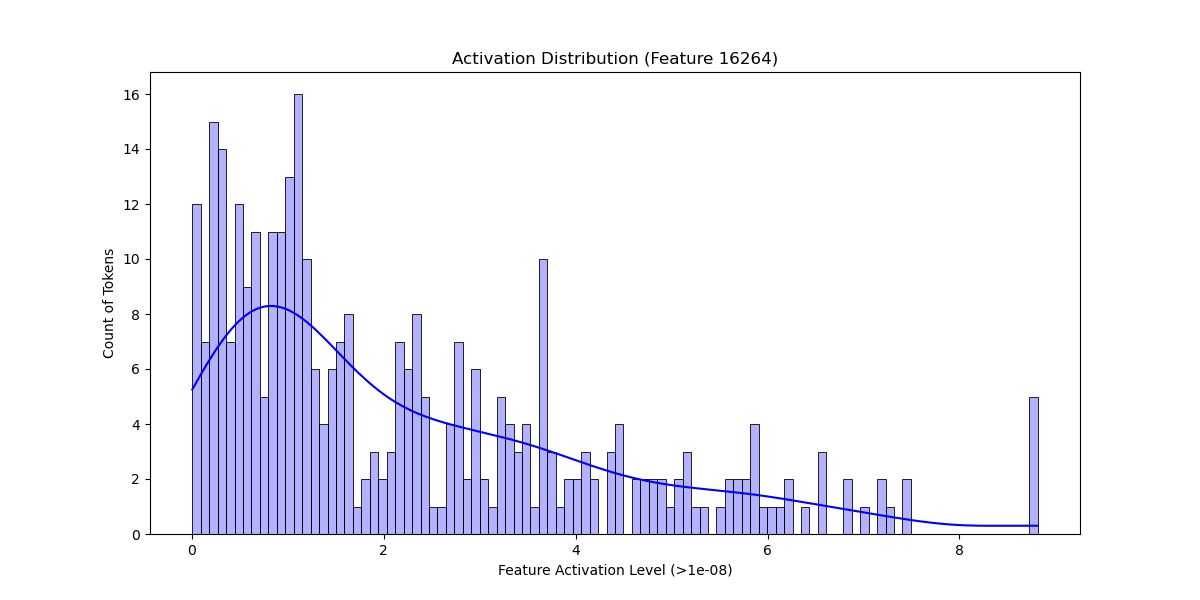 Activation Distribution (Feature 16264)
16
14
12
10
8
6
4
2
0
Count of Tokens
0 2 4 6 8
Feature Activation Level (>1e-08)